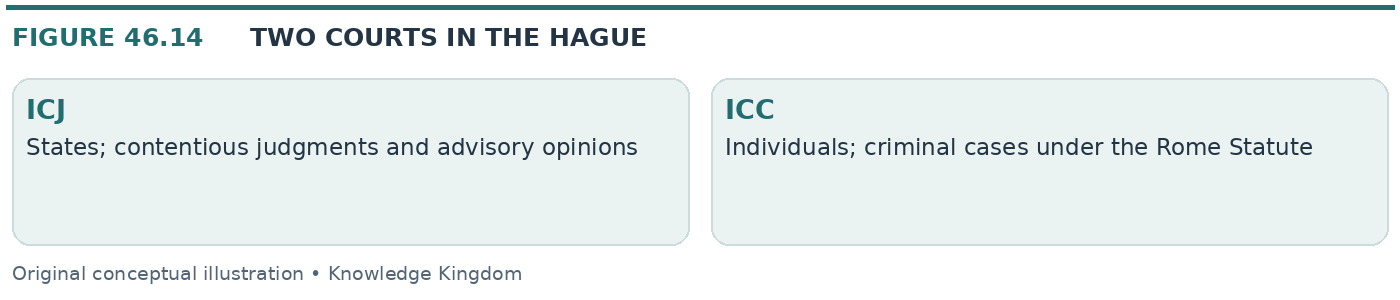 FIGURE 46.14 TWO COURTS IN THE HAGUE
ICJ
States; contentious judgments and advisory opinions
ICC
Individuals; criminal cases under the Rome Statute
Original conceptual illustration • Knowledge Kingdom